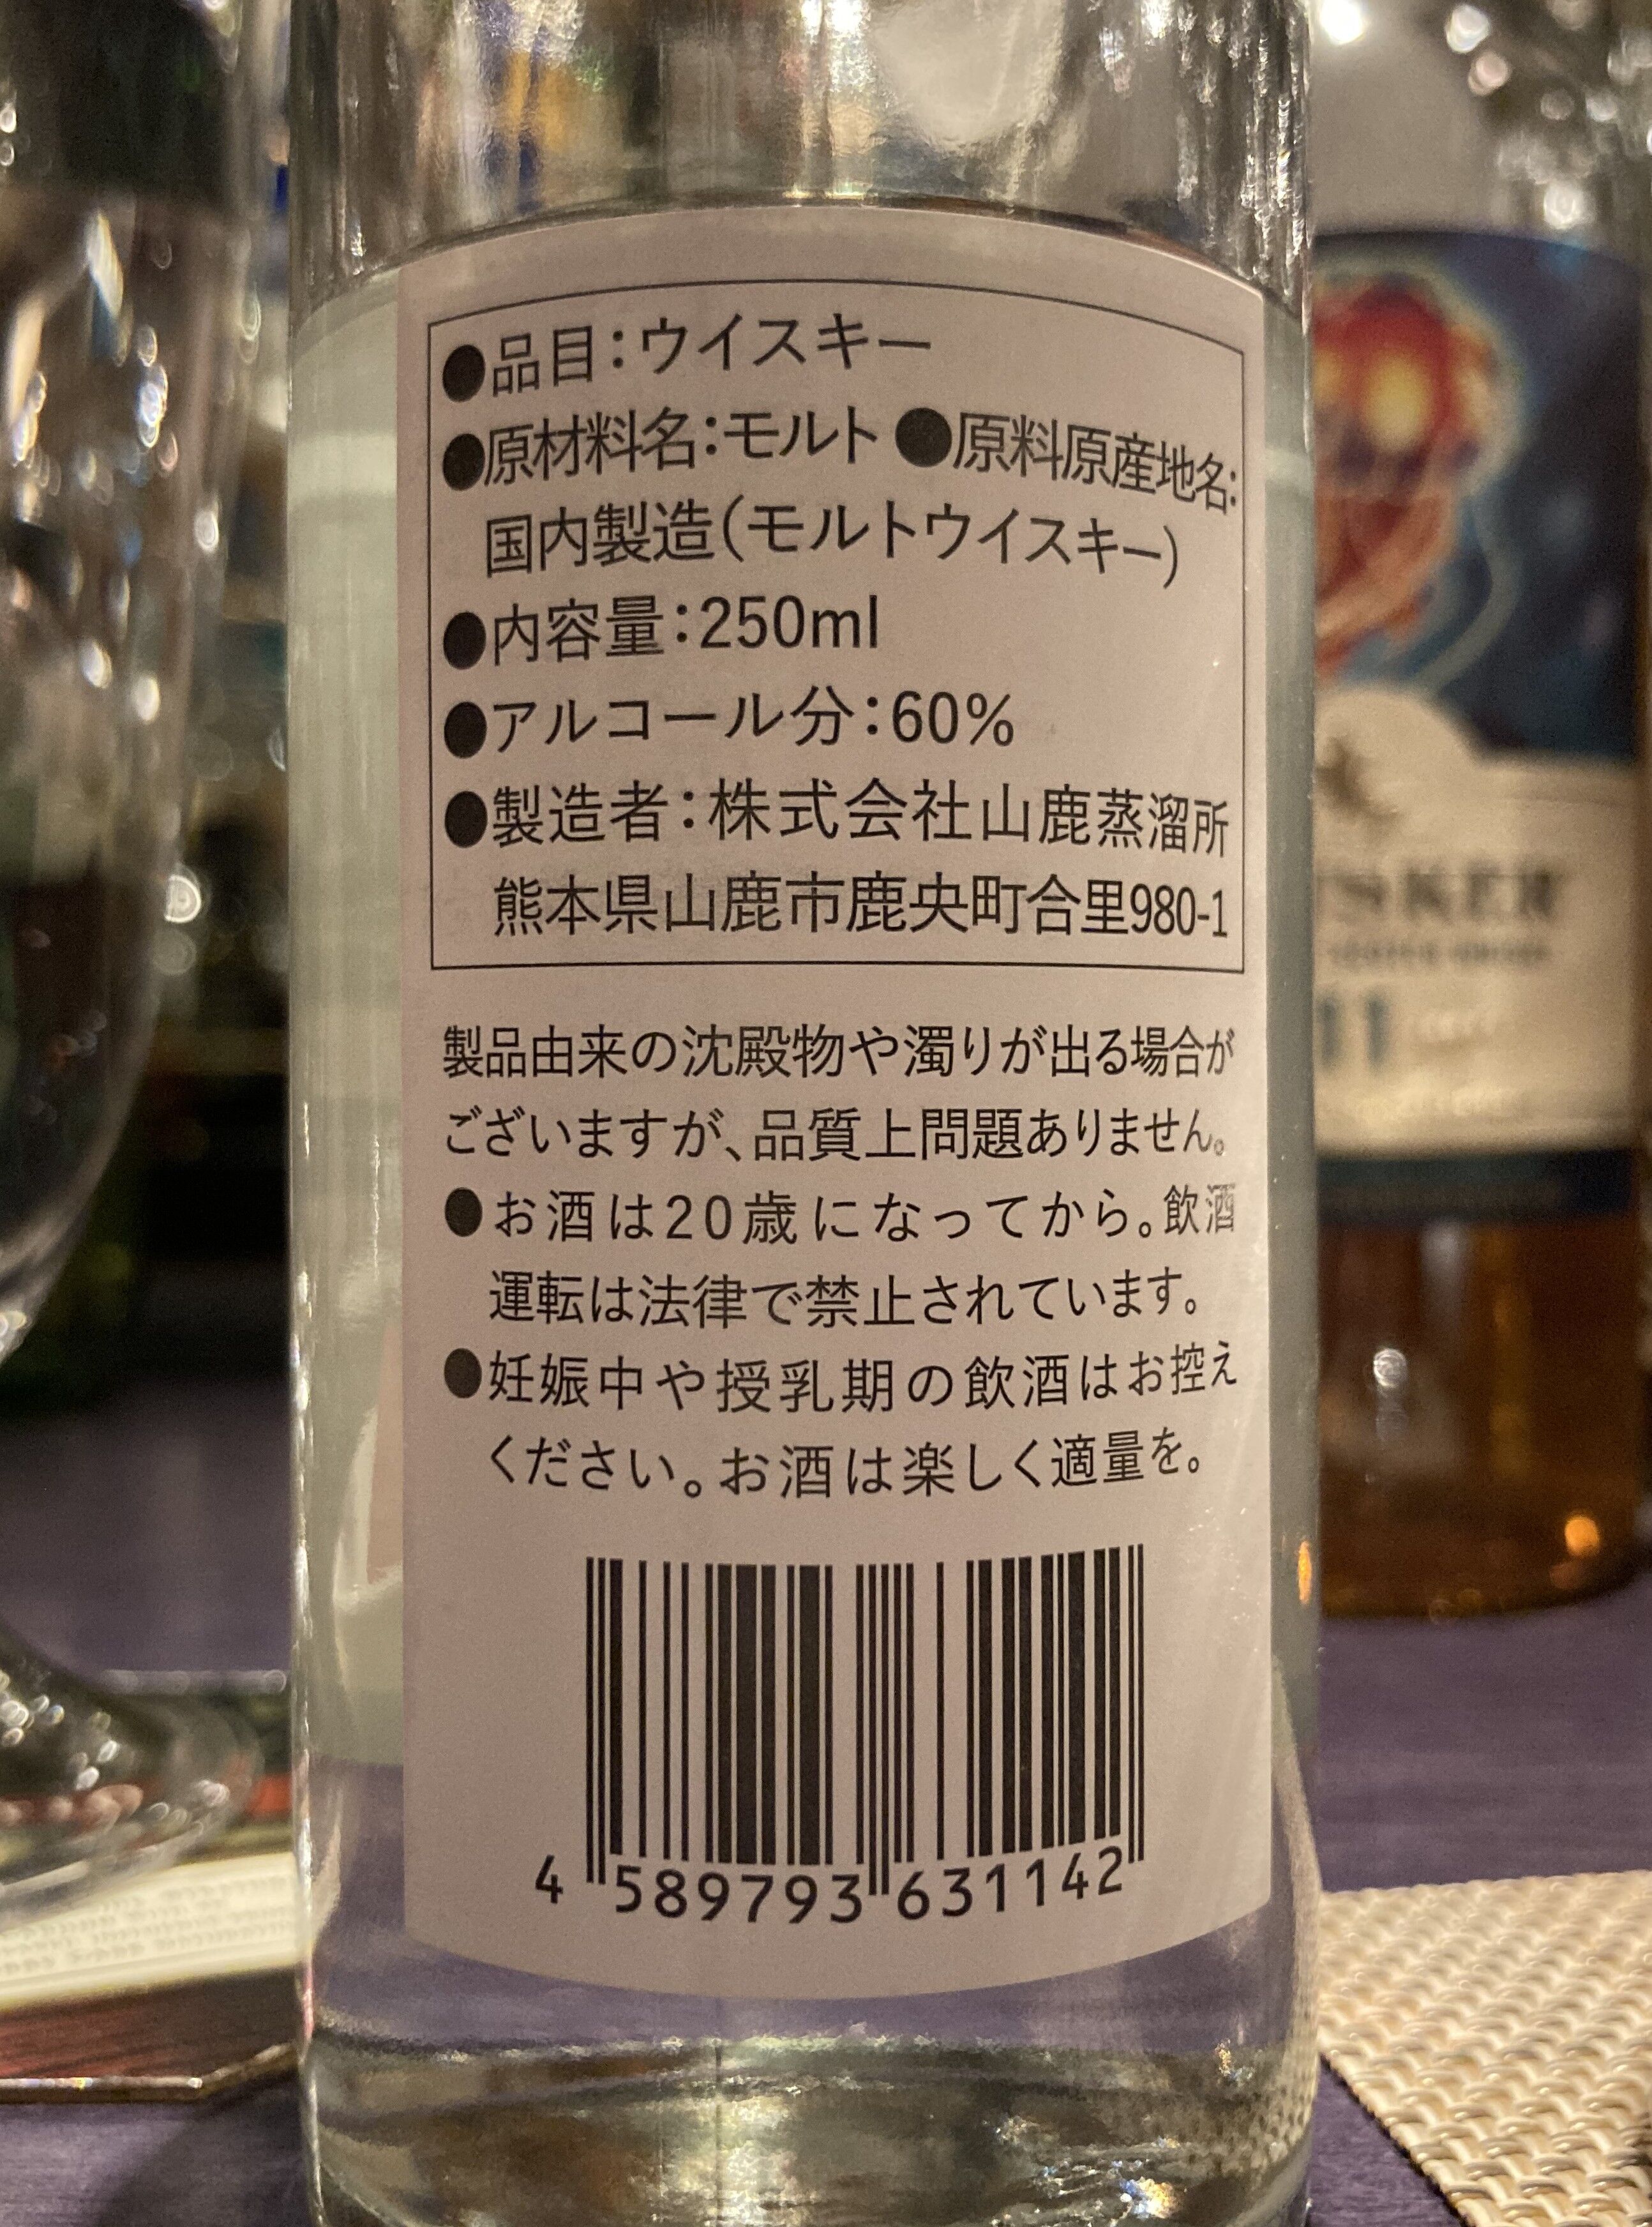 ●品目：ウイスキー
●原材料名：モルト ●原料原産地名：
国内製造（モルトウイスキー）
●内容量：250ml
●アルコール分：60%
●製造者：株式会社山鹿蒸溜所
熊本県山鹿市鹿央町合里980-1
製品由来の沈殿物や濁りが出る場合が
ございますが、品質上問題ありません。
●お酒は20歳になってから。飲酒
運転は法律で禁止されています。
●妊娠中や授乳期の飲酒はお控え
ください。お酒は楽しく適量を。
4 589793 631142
11